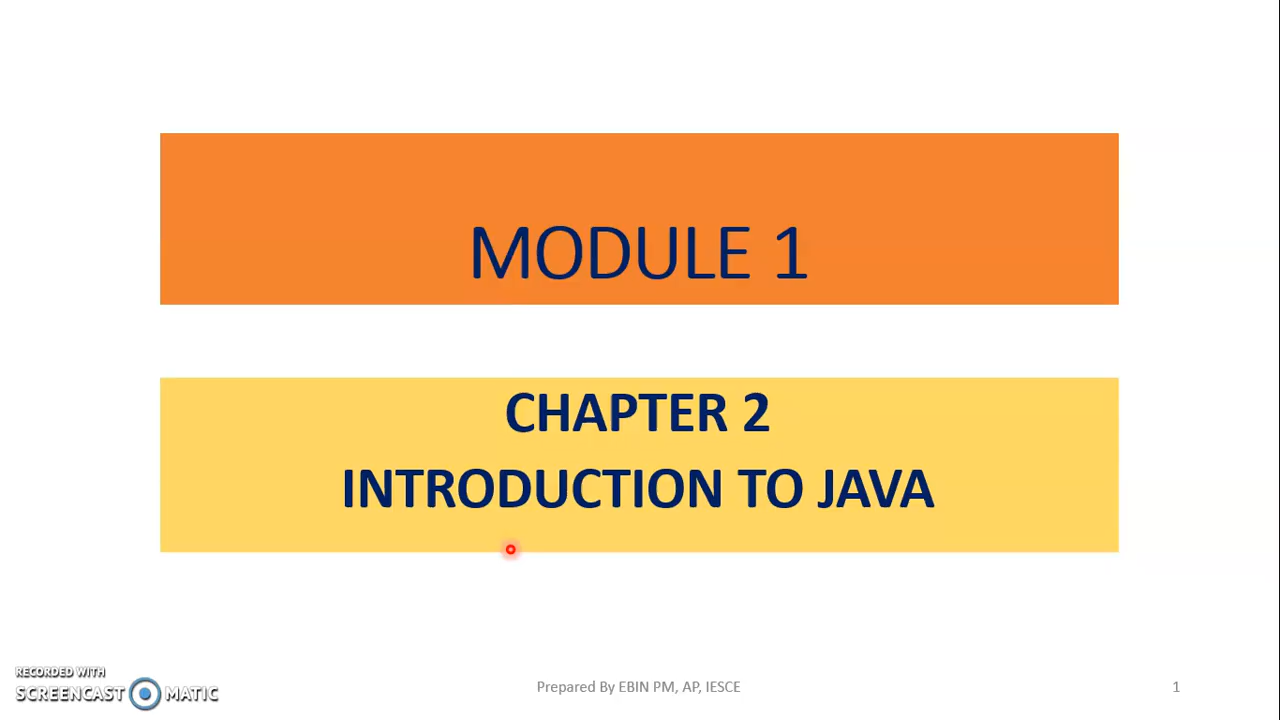 MODULE 1
CHAPTER 2
INTRODUCTION TO JAVA
RECORDED WITH
SCREENCAST MATIC
Prepared By EBIN PM, AP, IESCE
1